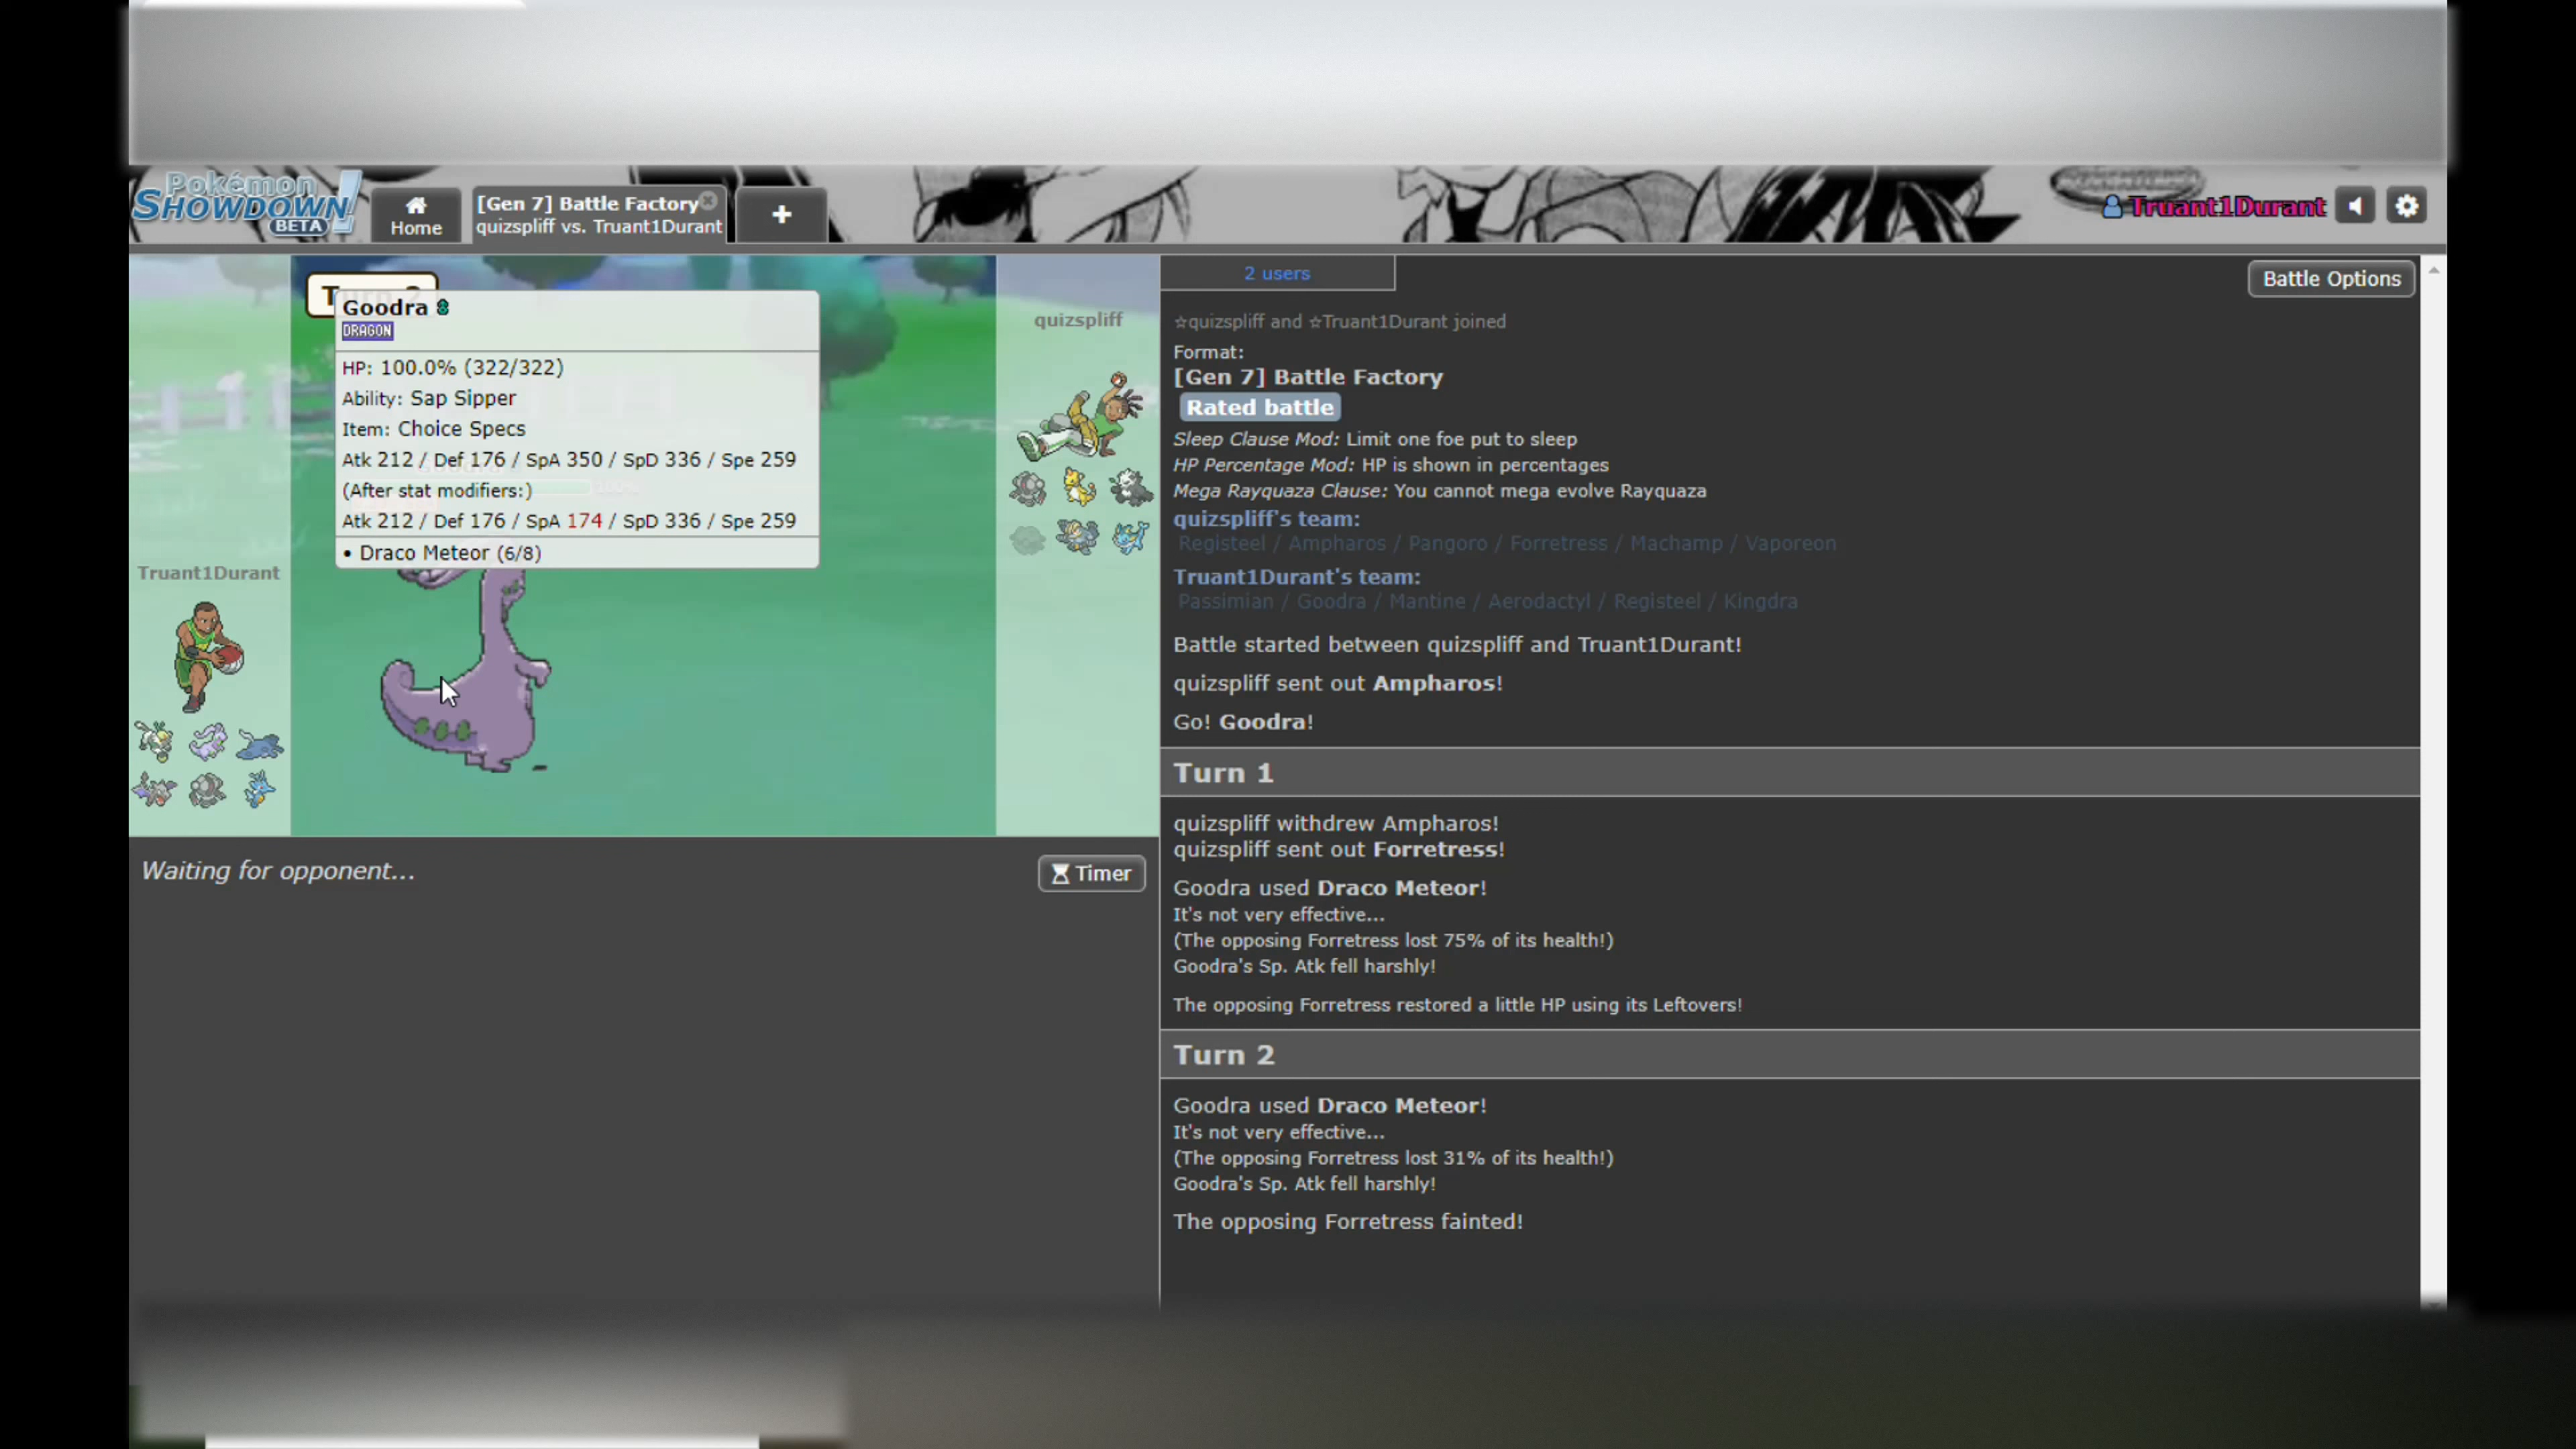 Pokémon
SHOWDOWN!
BETA
Home
[Gen 7] Battle Factory
quizspliff vs. Truant1Durant
+
Truant1Durant
Goodra
DRAGON
HP: 100.0% (322/322)
Ability: Sap Sipper
Item: Choice Specs
Atk 212 / Def 176 / SpA 350 / SpD 336 / Spe 259
(After stat modifiers:)
Atk 212 / Def 176 / SpA 174 / SpD 336 / Spe 259
• Draco Meteor (6/8)
quizspliff
Truant1Durant
Waiting for opponent...
Timer
2 users
Battle Options
☆quizspliff and ☆Truant1Durant joined
Format:
[Gen 7] Battle Factory
Rated battle
Sleep Clause Mod: Limit one foe put to sleep
HP Percentage Mod: HP is shown in percentages
Mega Rayquaza Clause: You cannot mega evolve Rayquaza
quizspliff's team:
Registeel / Ampharos / Pangoro / Forretress / Machamp / Vaporeon
Truant1Durant's team:
Passimian / Goodra / Mantine / Aerodactyl / Registeel / Kingdra
Battle started between quizspliff and Truant1Durant!
quizspliff sent out Ampharos!
Go! Goodra!
Turn 1
quizspliff withdrew Ampharos!
quizspliff sent out Forretress!
Goodra used Draco Meteor!
It's not very effective...
(The opposing Forretress lost 75% of its health!)
Goodra's Sp. Atk fell harshly!
The opposing Forretress restored a little HP using its Leftovers!
Turn 2
Goodra used Draco Meteor!
It's not very effective...
(The opposing Forretress lost 31% of its health!)
Goodra's Sp. Atk fell harshly!
The opposing Forretress fainted!